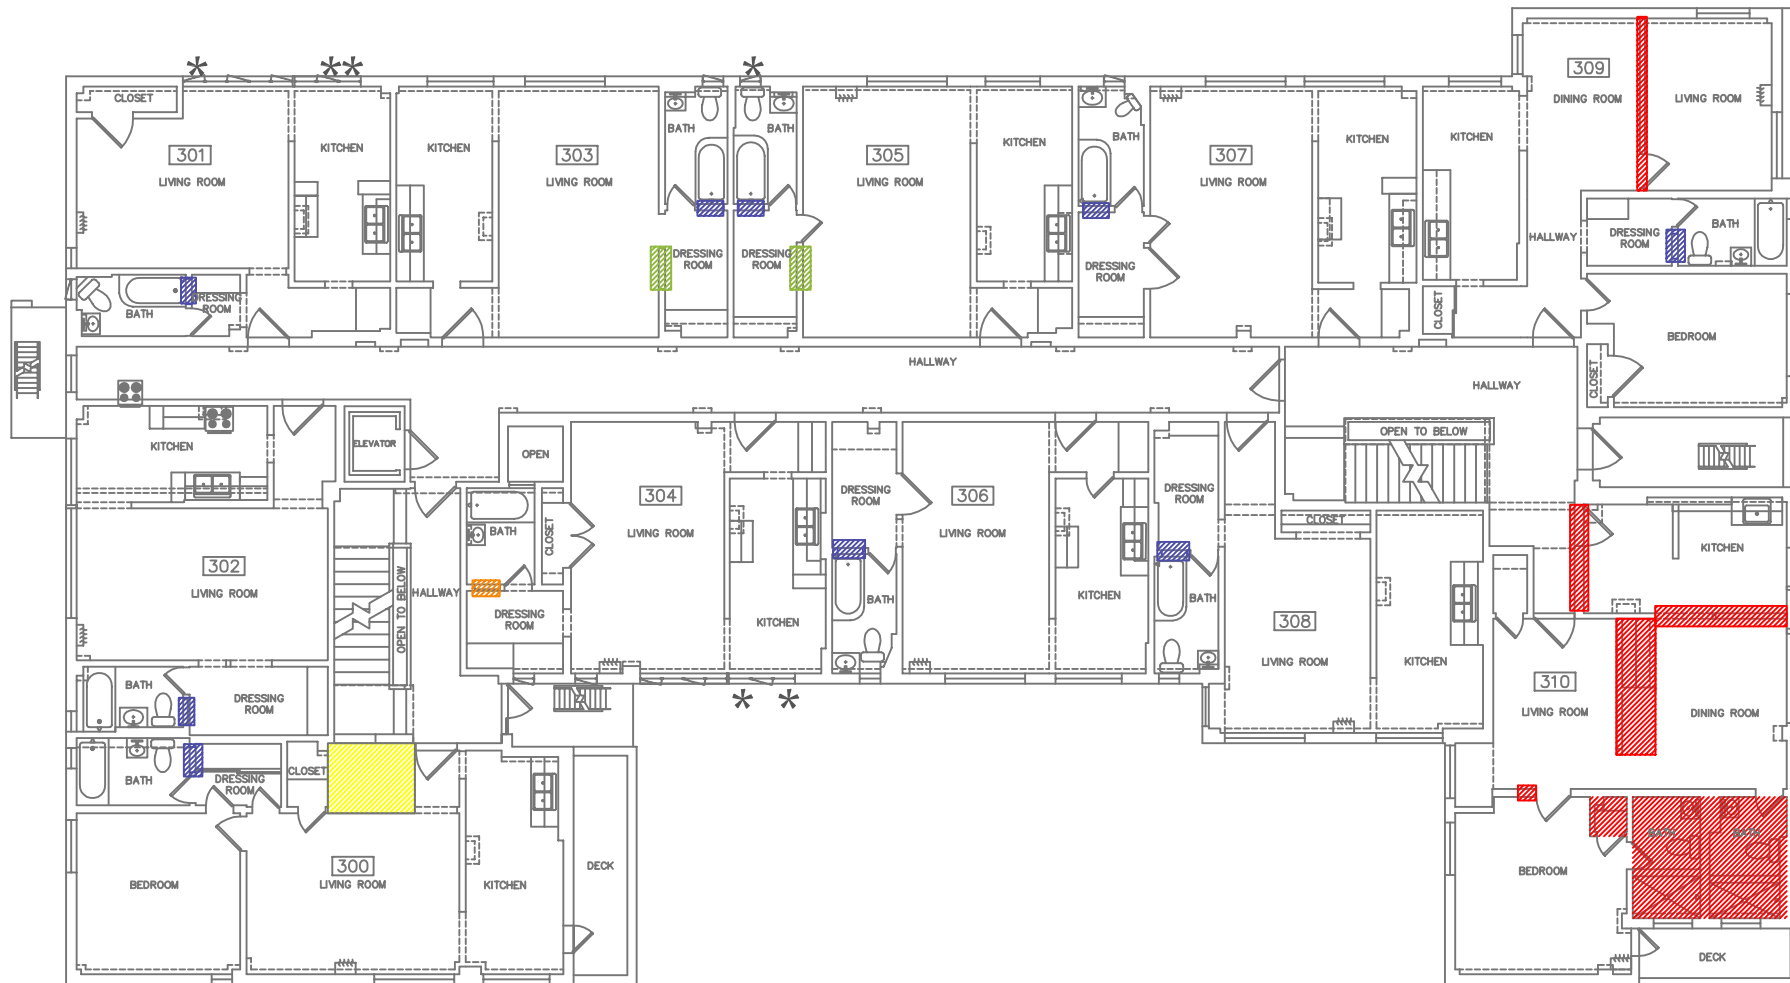 309
DINING ROOM
LIVING ROOM
CLOSET
301
LIVING ROOM
KITCHEN
KITCHEN
303
LIVING ROOM
BATH
BATH
305
LIVING ROOM
KITCHEN
BATH
307
LIVING ROOM
KITCHEN
KITCHEN
DRESSING
ROOM
BATH
HALLWAY
DRESSING
ROOM
DRESSING
ROOM
DRESSING
ROOM
DRESSING
ROOM
BATH
CLOSET
BEDROOM
CLOSET
HALLWAY
HALLWAY
KITCHEN
ELEVATOR
OPEN
OPEN TO BELOW
304
LIVING ROOM
DRESSING
ROOM
306
LIVING ROOM
DRESSING
ROOM
CLOSET
BATH
CLOSET
KITCHEN
302
LIVING ROOM
OPEN TO BELOW
HALLWAY
DRESSING
ROOM
KITCHEN
BATH
KITCHEN
BATH
308
LIVING ROOM
KITCHEN
310
LIVING ROOM
DINING ROOM
BATH
DRESSING
ROOM
BATH
DRESSING
ROOM
CLOSET
BATH
BATH
300
LIVING ROOM
BEDROOM
KITCHEN
DECK
BEDROOM
DECK